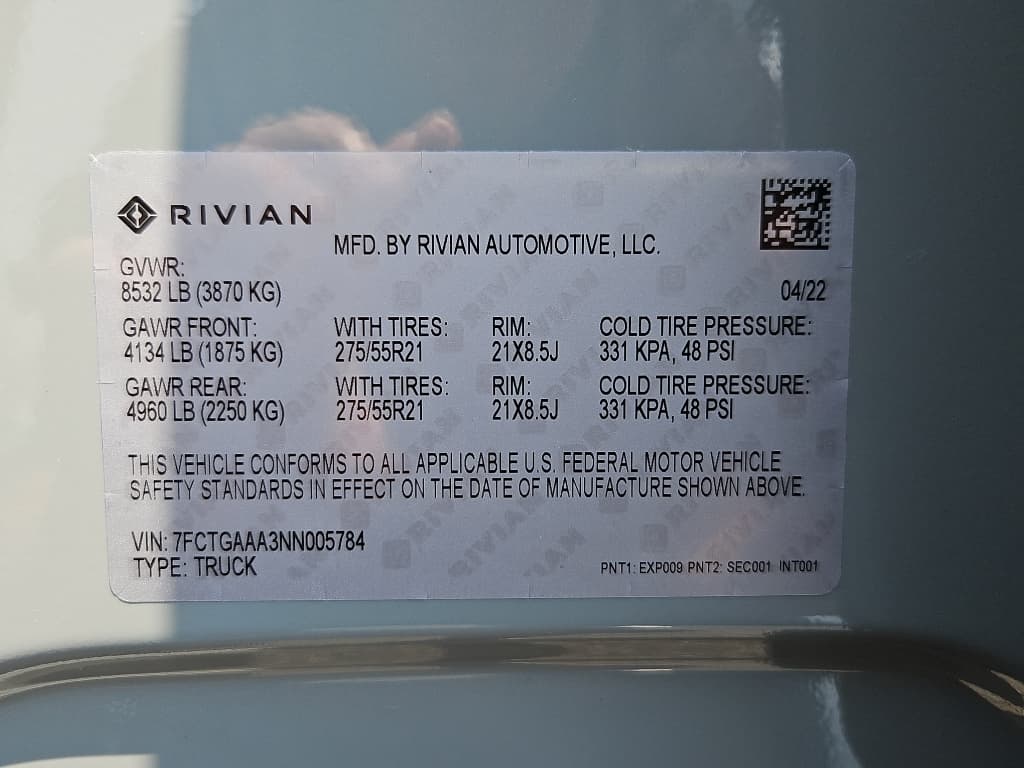 RIVIAN
MFD. BY RIVIAN AUTOMOTIVE, LLC.
GVWR:
8532 LB (3870 KG) 04/22
GAWR FRONT: WITH TIRES: RIM: COLD TIRE PRESSURE:
4134 LB (1875 KG) 275/55R21 21X8.5J 331 KPA, 48 PSI
GAWR REAR: WITH TIRES: RIM: COLD TIRE PRESSURE:
4960 LB (2250 KG) 275/55R21 21X8.5J 331 KPA, 48 PSI
THIS VEHICLE CONFORMS TO ALL APPLICABLE U.S. FEDERAL MOTOR VEHICLE
SAFETY STANDARDS IN EFFECT ON THE DATE OF MANUFACTURE SHOWN ABOVE.
VIN: 7FCTGAAA3NN005784
TYPE: TRUCK PNT1: EXP009 PNT2: SEC001 INT001